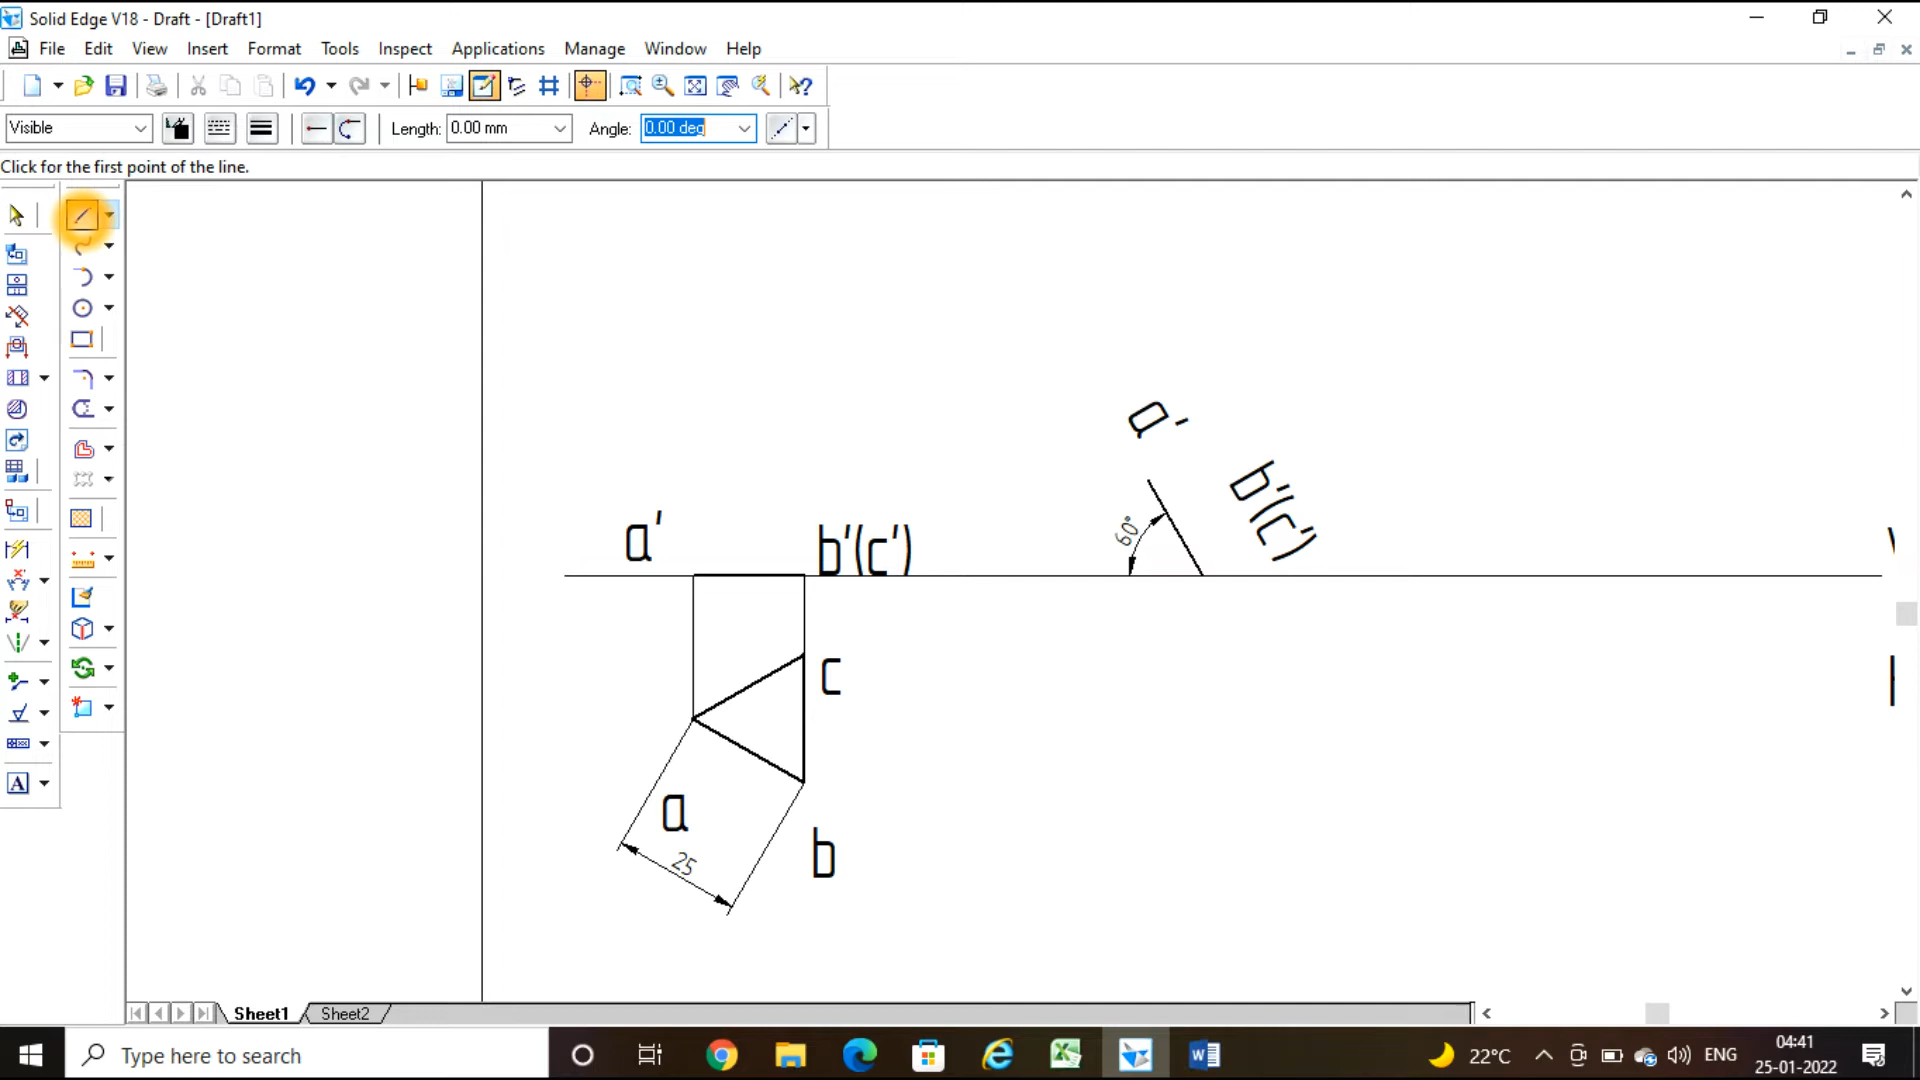 Solid Edge V18 - Draft - [Draft1]
File Edit View Insert Format Tools Inspect Applications Manage Window Help
Visible Length: 0.00 mm Angle: 0.00 deg
Click for the first point of the line.
a'
b'(c')
60°
a'
b'(c')
c
a
25
b
A
Sheet1 Sheet2
Type here to search
22°C ENG
04:41
25-01-2022